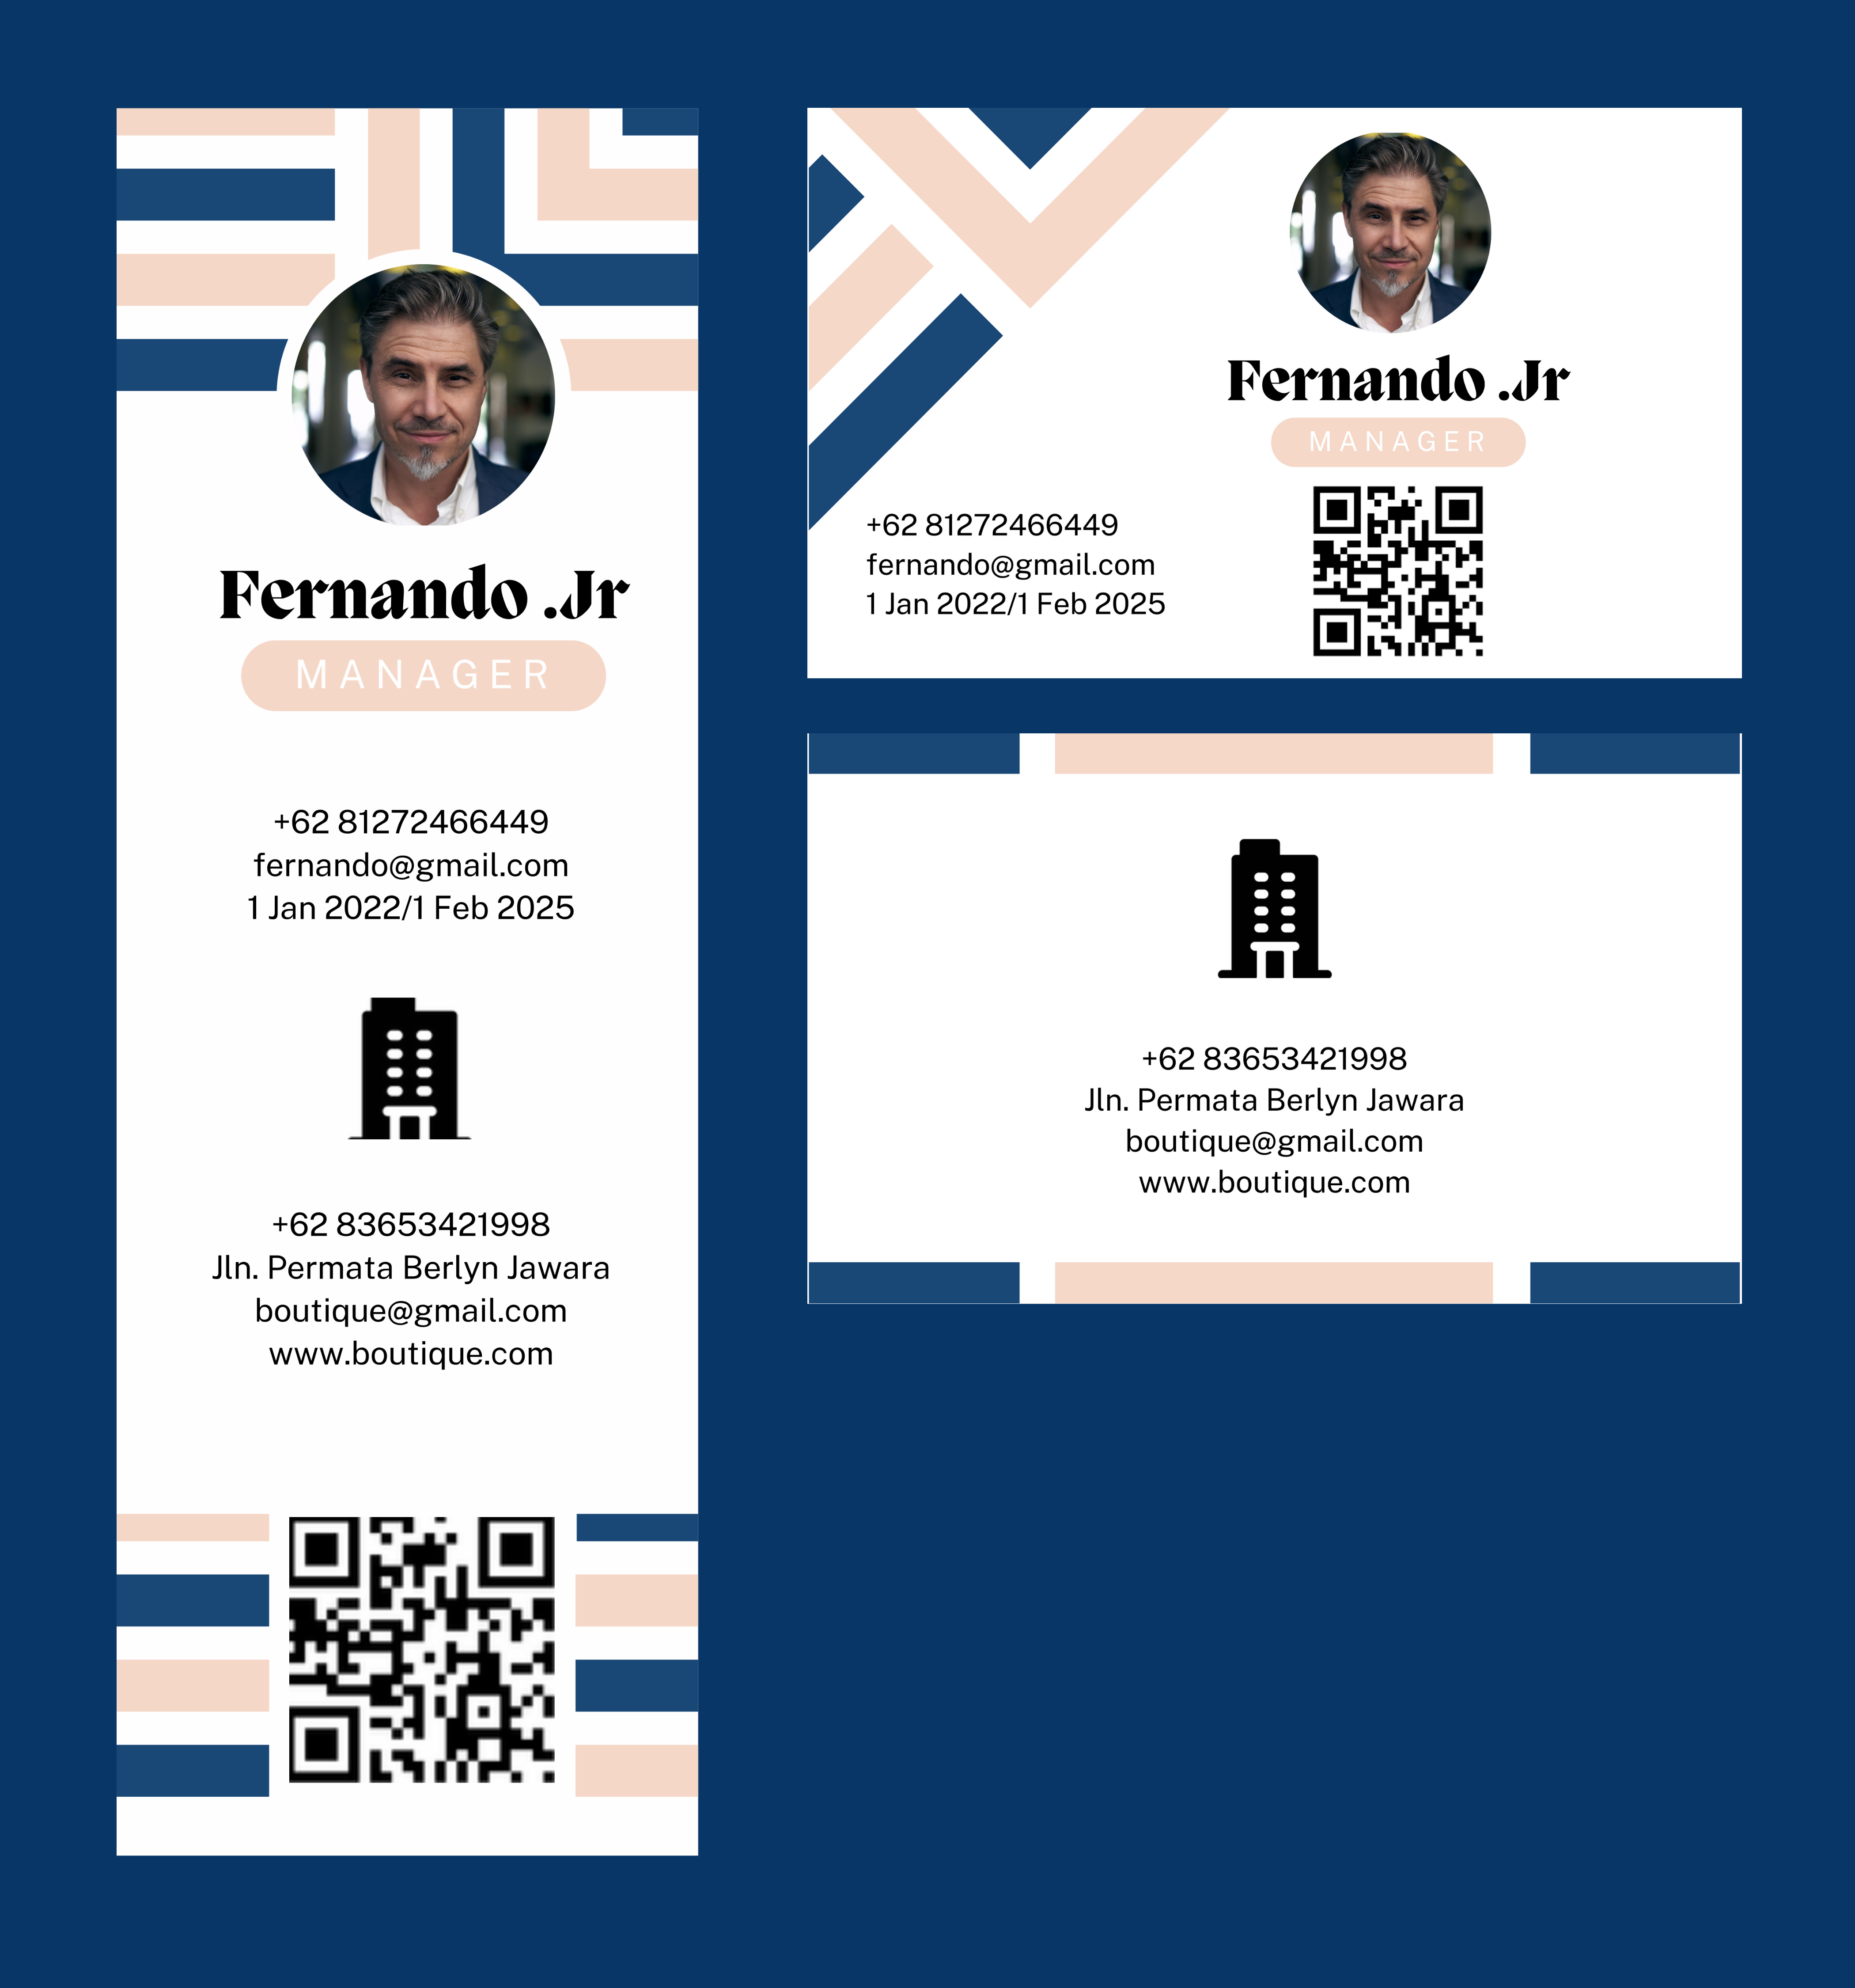 Fernando .Jr
MANAGER
+62 81272466449
fernando@gmail.com
1 Jan 2022/1 Feb 2025
+62 83653421998
Jln. Permata Berlyn Jawara
boutique@gmail.com
www.boutique.com
Fernando .Jr
MANAGER
+62 81272466449
fernando@gmail.com
1 Jan 2022/1 Feb 2025
+62 83653421998
Jln. Permata Berlyn Jawara
boutique@gmail.com
www.boutique.com